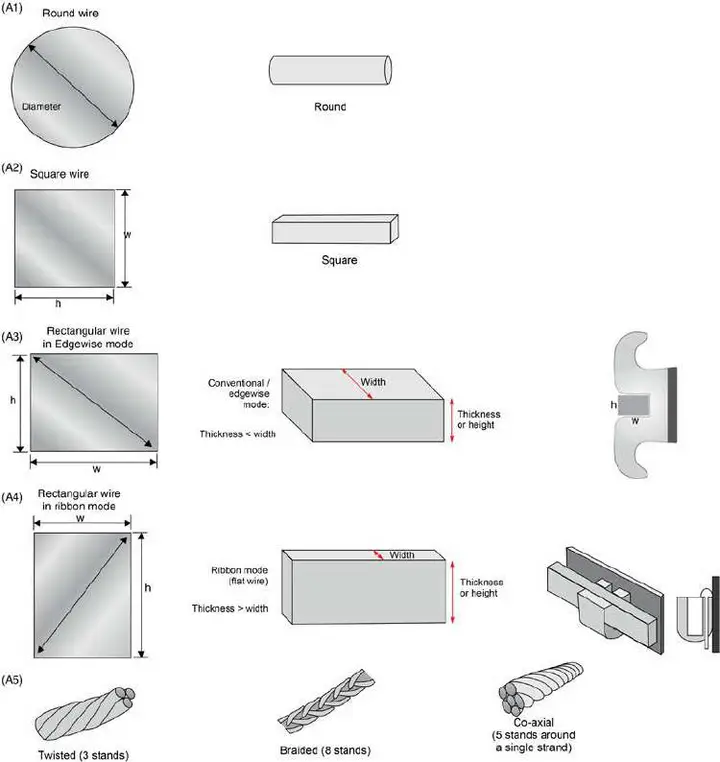 (A1)
Round wire
Diameter
Round
(A2)
Square wire
w
h
Square
(A3)
Rectangular wire
in Edgewise mode
h
w
Conventional /
edgewise
mode:
Thickness < width
Width
Thickness
or height
h
w
(A4)
Rectangular wire
in ribbon mode
w
h
Ribbon mode
(flat wire)
Thickness > width
Width
Thickness
or height
(A5)
Twisted (3 stands)
Braided (8 stands)
Co-axial
(5 stands around
a single strand)